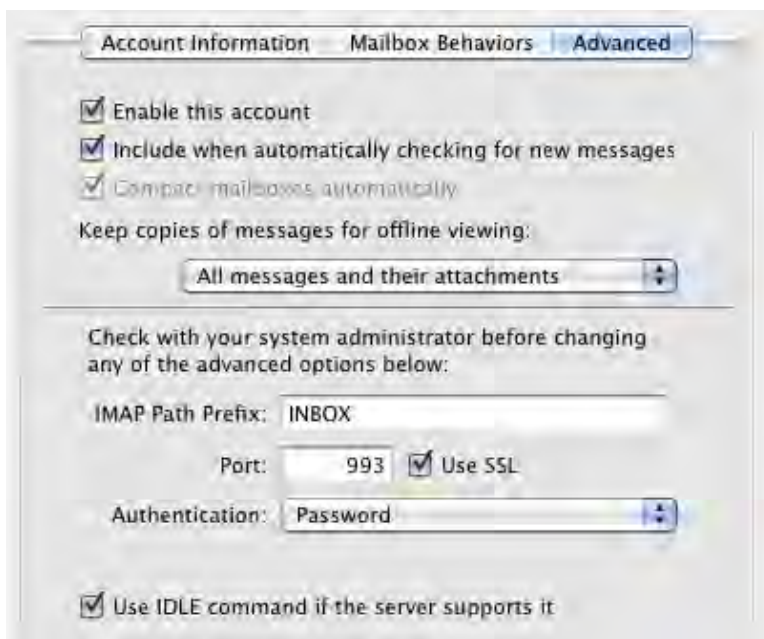 Account Information Mailbox Behaviors Advanced
Enable this account
Include when automatically checking for new messages
Compact mailboxes automatically
Keep copies of messages for offline viewing:
All messages and their attachments
Check with your system administrator before changing
any of the advanced options below:
IMAP Path Prefix: INBOX
Port: 993 Use SSL
Authentication: Password
Use IDLE command if the server supports it